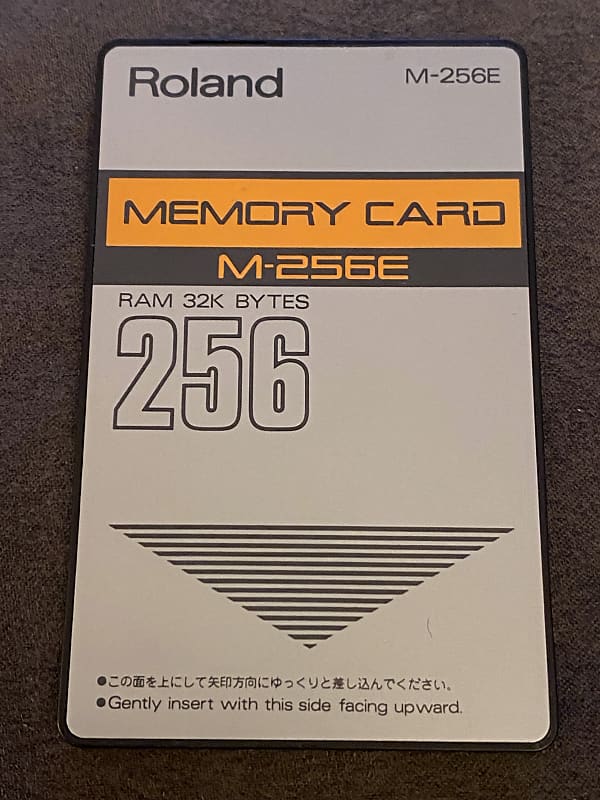 Roland
M-256E
MEMORY CARD
M-256E
RAM 32K BYTES
256
●この面を上にして矢印方向にゆっくりと差し込んでください。
●Gently insert with this side facing upward.